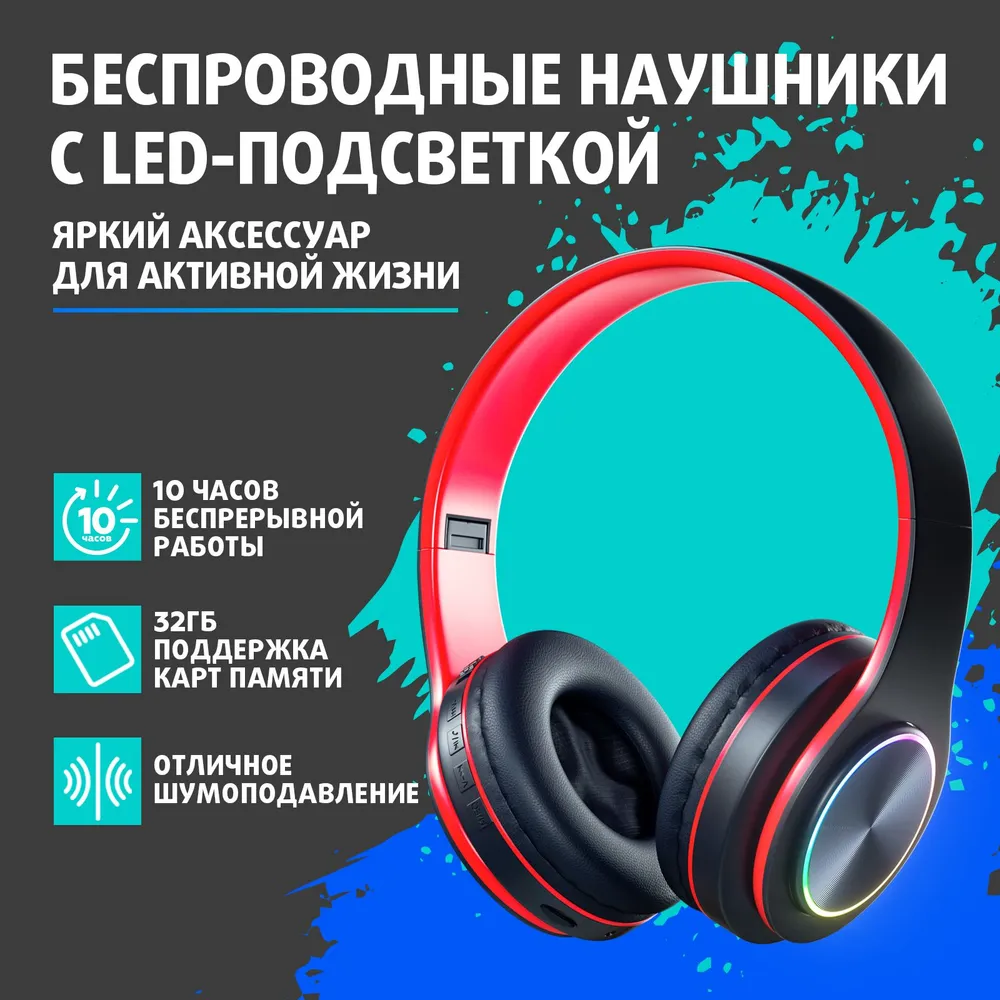 БЕСПРОВОДНЫЕ НАУШНИКИ
С LED-ПОДСВЕТКОЙ
ЯРКИЙ АКСЕССУАР
ДЛЯ АКТИВНОЙ ЖИЗНИ
10
часов
10 ЧАСОВ
БЕСПРЕРЫВНОЙ
РАБОТЫ
32ГБ
ПОДДЕРЖКА
КАРТ ПАМЯТИ
ОТЛИЧНОЕ
ШУМОПОДАВЛЕНИЕ